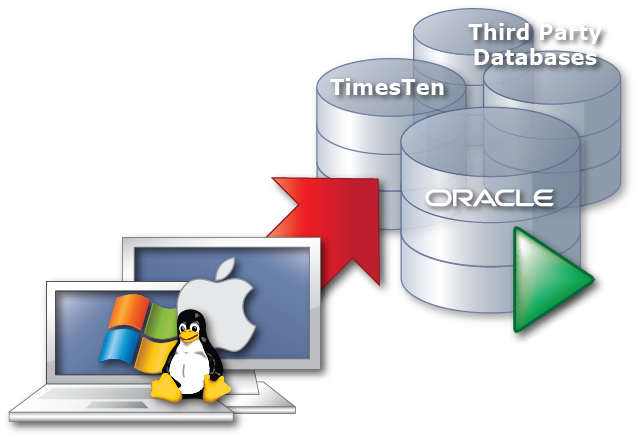 Third Party
Databases
TimesTen
ORACLE